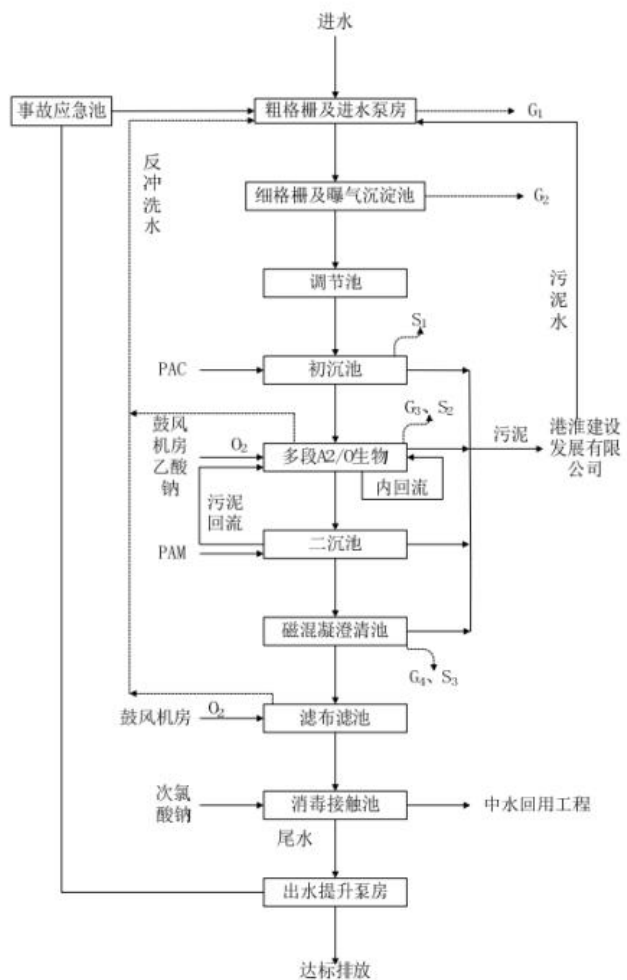 进水
事故应急池
粗格栅及进水泵房
G₁
反
冲
洗
水
细格栅及曝气沉淀池
G₂
调节池
污
泥
水
S₁
PAC
初沉池
G₃、S₂
鼓风
机房
乙酸
钠
O₂
多段A2/O生物
污泥
港淮建设
发展有限
公司
内回流
污泥
回流
PAM
二沉池
磁混凝澄清池
G₄、S₃
鼓风机房
O₂
滤布滤池
次氯
酸钠
消毒接触池
中水回用工程
尾水
出水提升泵房
达标排放